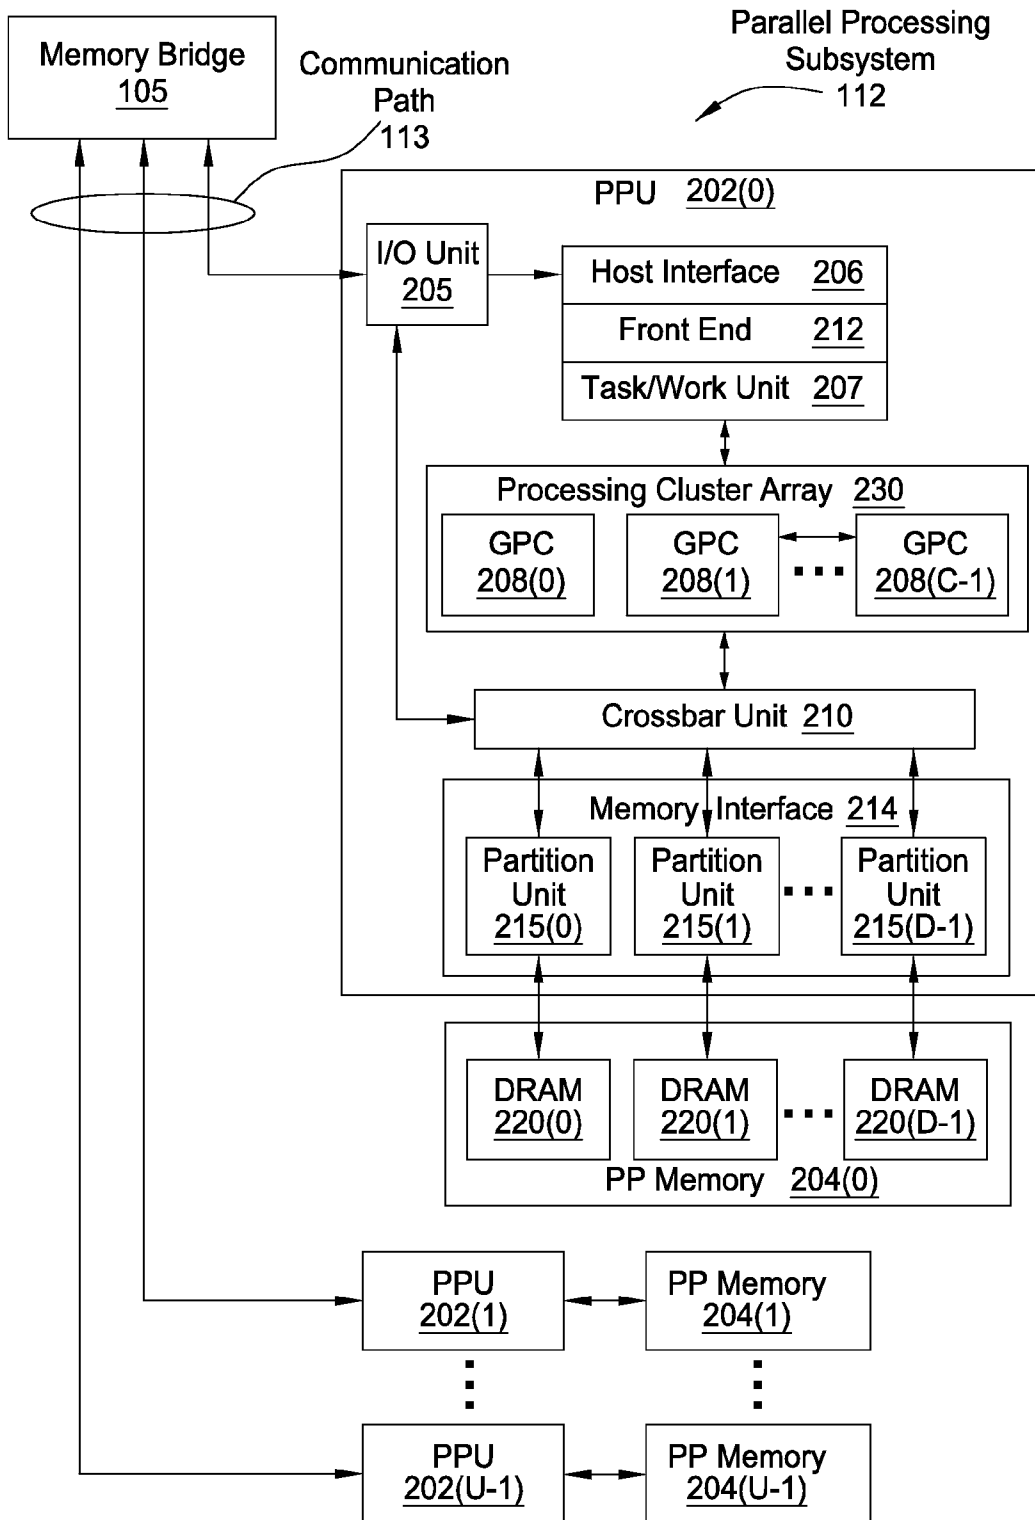 Memory Bridge
105
Communication
Path
113
Parallel Processing
Subsystem
112
PPU 202(0)
I/O Unit
205
Host Interface 206
Front End 212
Task/Work Unit 207
Processing Cluster Array 230
GPC
208(0)
GPC
208(1)
GPC
208(C-1)
Crossbar Unit 210
Memory Interface 214
Partition
Unit
215(0)
Partition
Unit
215(1)
Partition
Unit
215(D-1)
DRAM
220(0)
DRAM
220(1)
DRAM
220(D-1)
PP Memory 204(0)
PPU
202(1)
PP Memory
204(1)
PPU
202(U-1)
PP Memory
204(U-1)